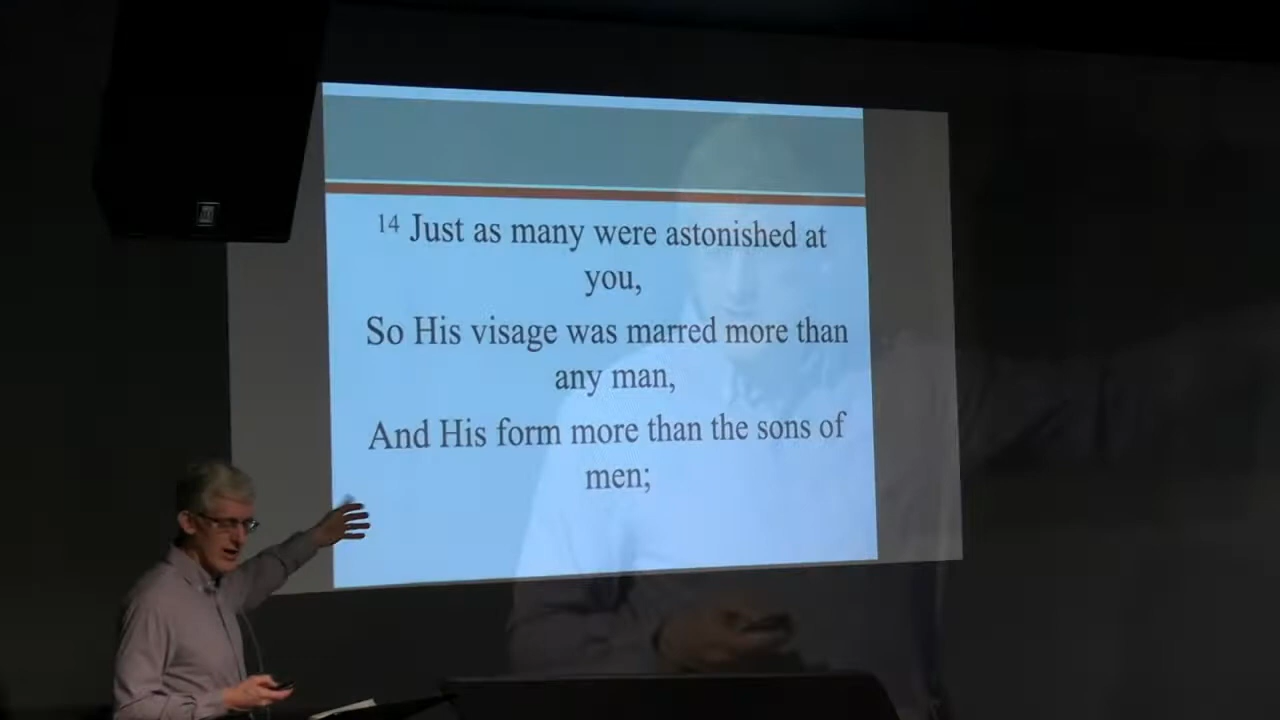 14 Just as many were astonished at
you,
So His visage was marred more than
any man,
And His form more than the sons of
men;